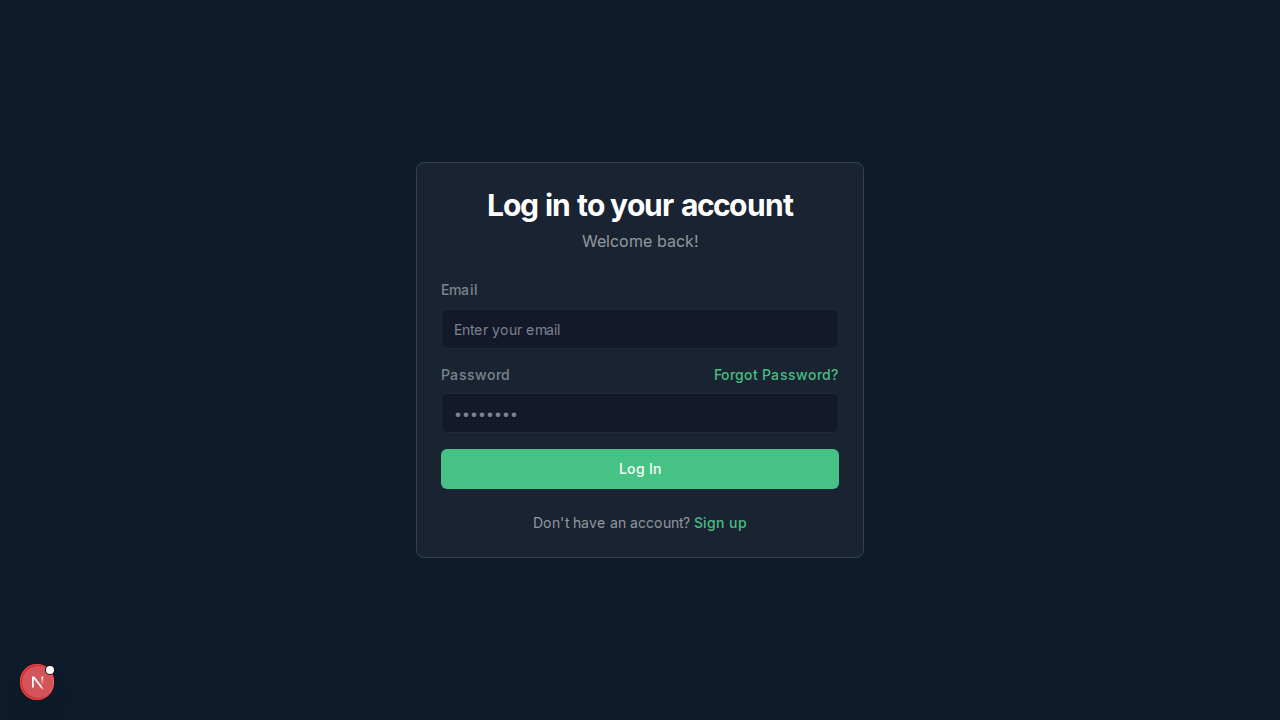 Log in to your account
Welcome back!
Email
Enter your email
Password Forgot Password?
••••••••
Log In
Don't have an account? Sign up
N